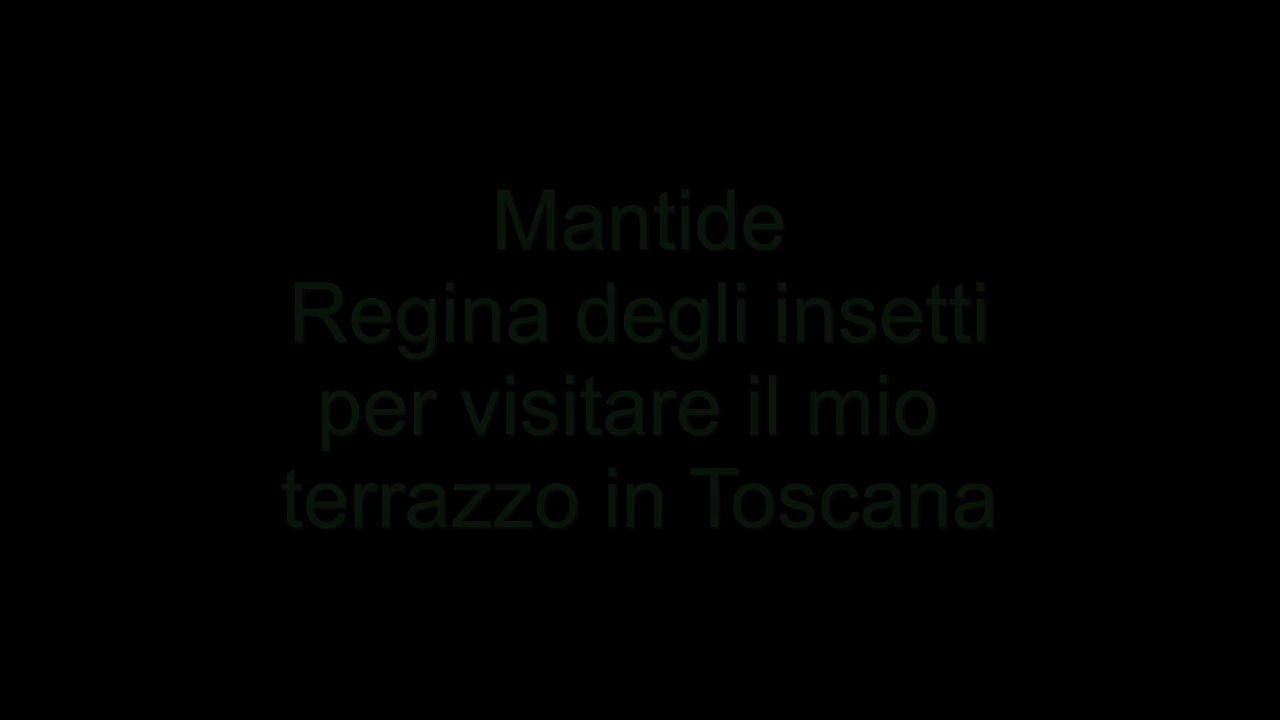 Mantide
Regina degli insetti
per visitare il mio
terrazzo in Toscana